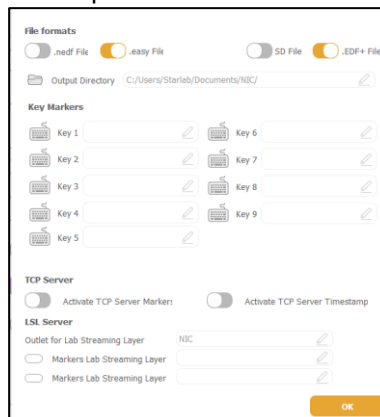 File formats
.nedf File .easy File SD File .EDF+ File
Output Directory C:/Users/Starlab/Documents/NIC/
Key Markers
Key 1 Key 6
Key 2 Key 7
Key 3 Key 8
Key 4 Key 9
Key 5
TCP Server
Activate TCP Server Markers Activate TCP Server Timestamp
LSL Server
Outlet for Lab Streaming Layer NIC
Markers Lab Streaming Layer
Markers Lab Streaming Layer
OK